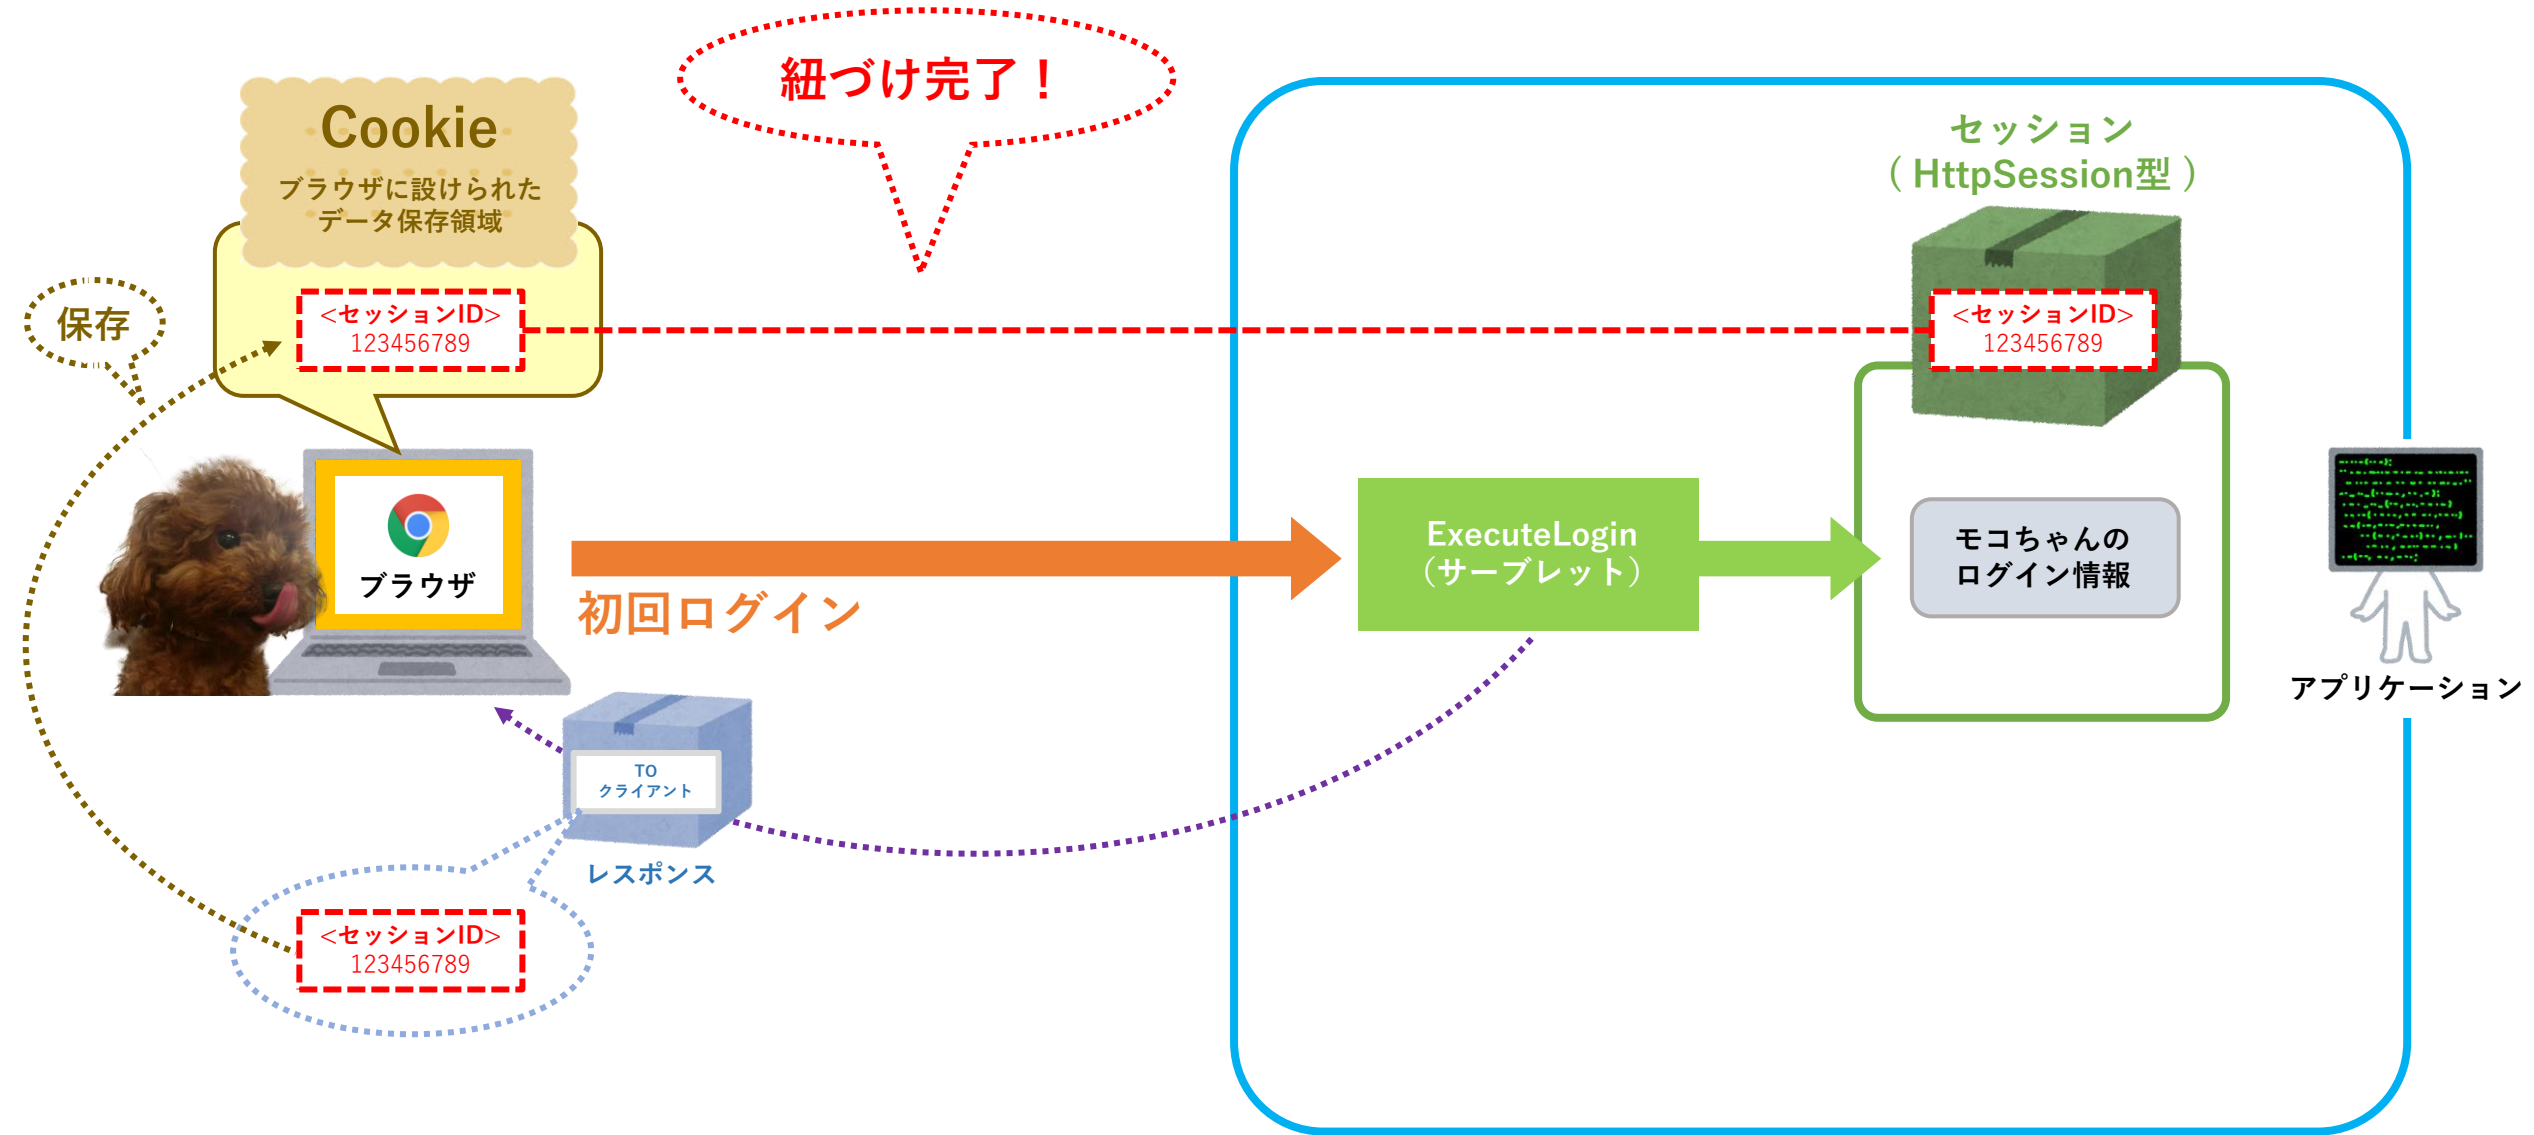 紐づけ完了！
Cookie
ブラウザに設けられた
データ保存領域
保存
<セッションID>
123456789
セッション
（HttpSession型）
<セッションID>
123456789
ブラウザ
初回ログイン
ExecuteLogin
（サーブレット）
モコちゃんの
ログイン情報
アプリケーション
TO
クライアント
レスポンス
<セッションID>
123456789